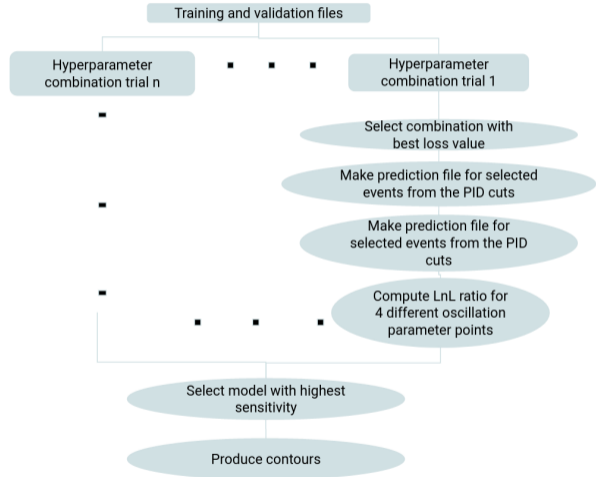 Training and validation files
Hyperparameter
combination trial n
Hyperparameter
combination trial 1
Select combination with
best loss value
Make prediction file for selected
events from the PID cuts
Make prediction file for
selected events from the PID
cuts
Compute LnL ratio for
4 different oscillation
parameter points
Select model with highest
sensitivity
Produce contours